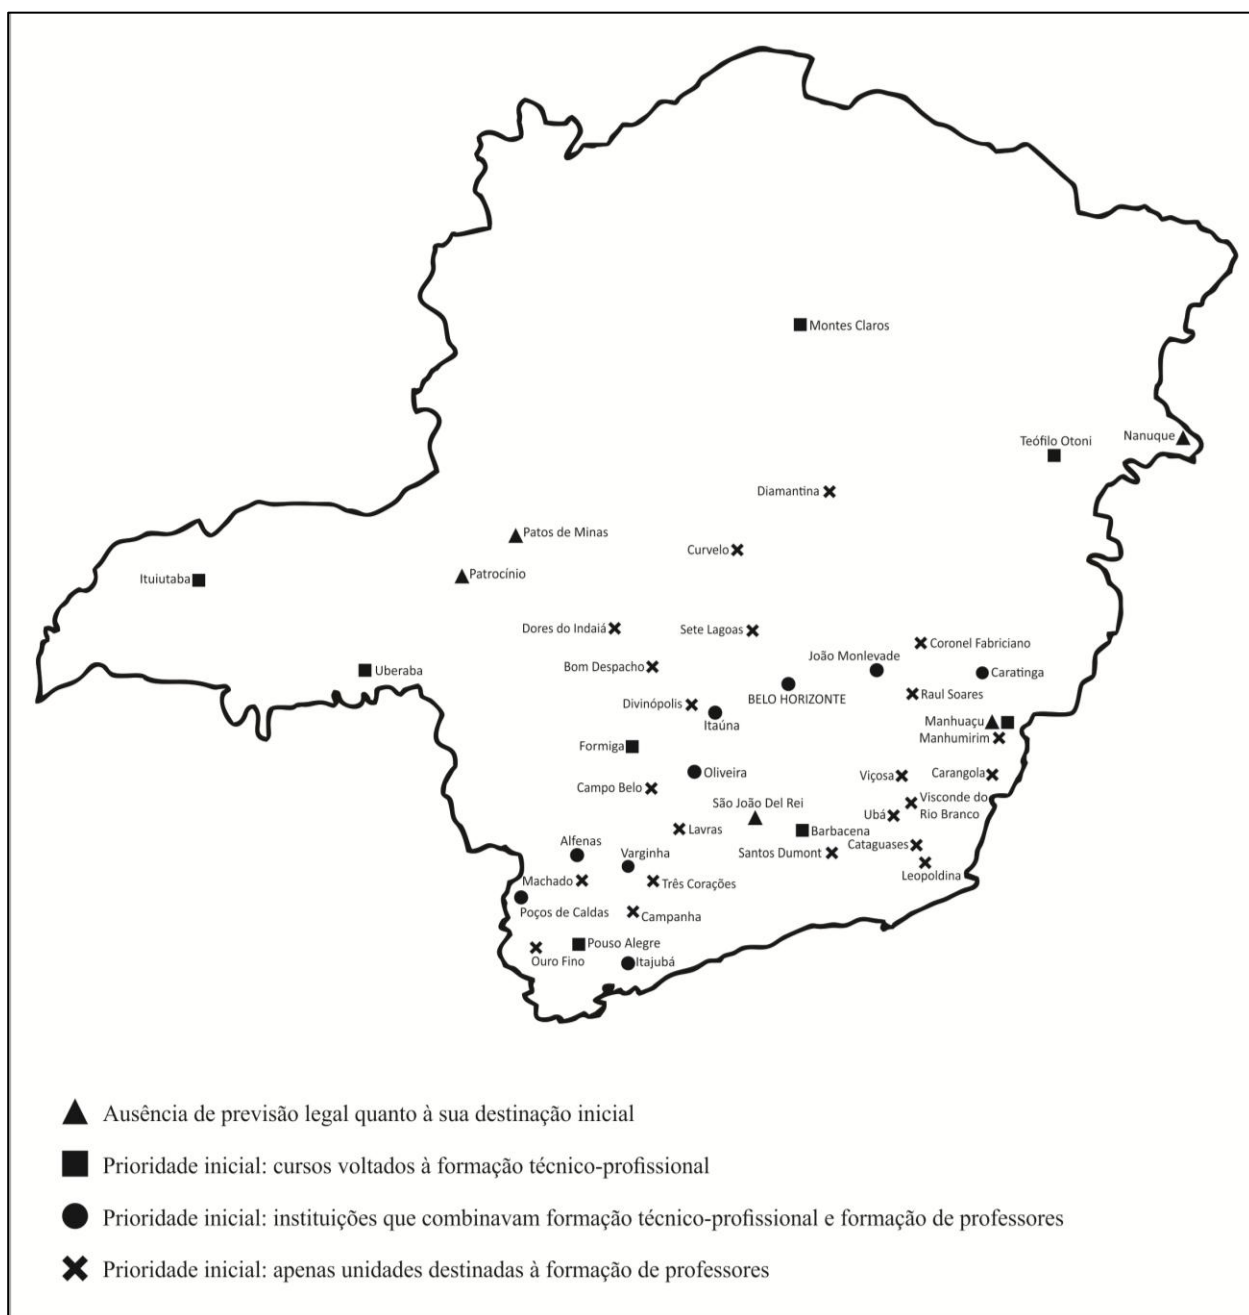 Montes Claros
Teófilo Otoni
Nanuque
Diamantina
Patos de Minas
Curvelo
Patrocínio
Ituiutaba
Dores do Indaiá
Sete Lagoas
Coronel Fabriciano
João Monlevade
Bom Despacho
Uberaba
Caratinga
BELO HORIZONTE
Raul Soares
Divinópolis
Itaúna
Manhuaçu
Manhumirim
Formiga
Oliveira
Viçosa
Carangola
Campo Belo
São João Del Rei
Visconde do
Rio Branco
Ubá
Lavras
Barbacena
Alfenas
Varginha
Santos Dumont
Cataguases
Leopoldina
Machado
Três Corações
Poços de Caldas
Campanha
Pouso Alegre
Ouro Fino
Itajubá
Ausência de previsão legal quanto à sua destinação inicial
Prioridade inicial: cursos voltados à formação técnico-profissional
Prioridade inicial: instituições que combinavam formação técnico-profissional e formação de professores
Prioridade inicial: apenas unidades destinadas à formação de professores